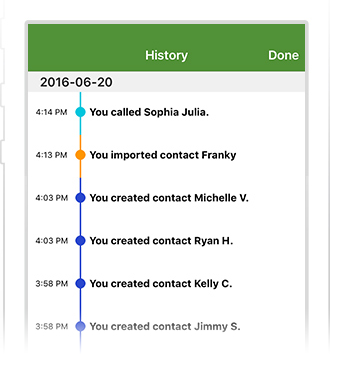 History Done
2016-06-20
4:14 PM You called Sophia Julia.
4:13 PM You imported contact Franky
4:03 PM You created contact Michelle V.
4:03 PM You created contact Ryan H.
3:58 PM You created contact Kelly C.
3:58 PM You created contact Jimmy S.